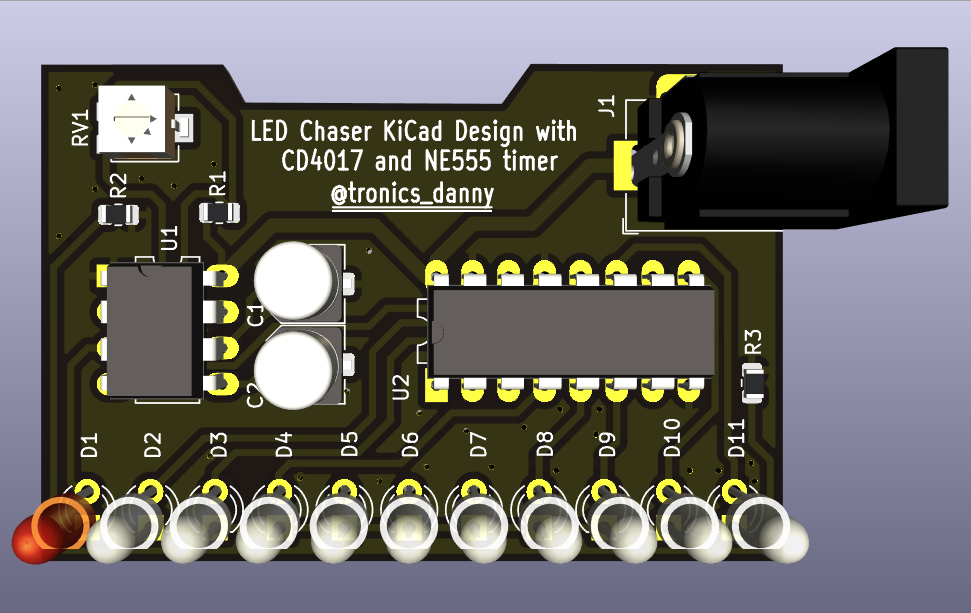 LED Chaser KiCad Design with
CD4017 and NE555 timer
@tronics_danny
J1
RV1
R2
R1
U1
C1
C2
U2
R3
D1
D2
D3
D4
D5
D6
D7
D8
D9
D10
D11